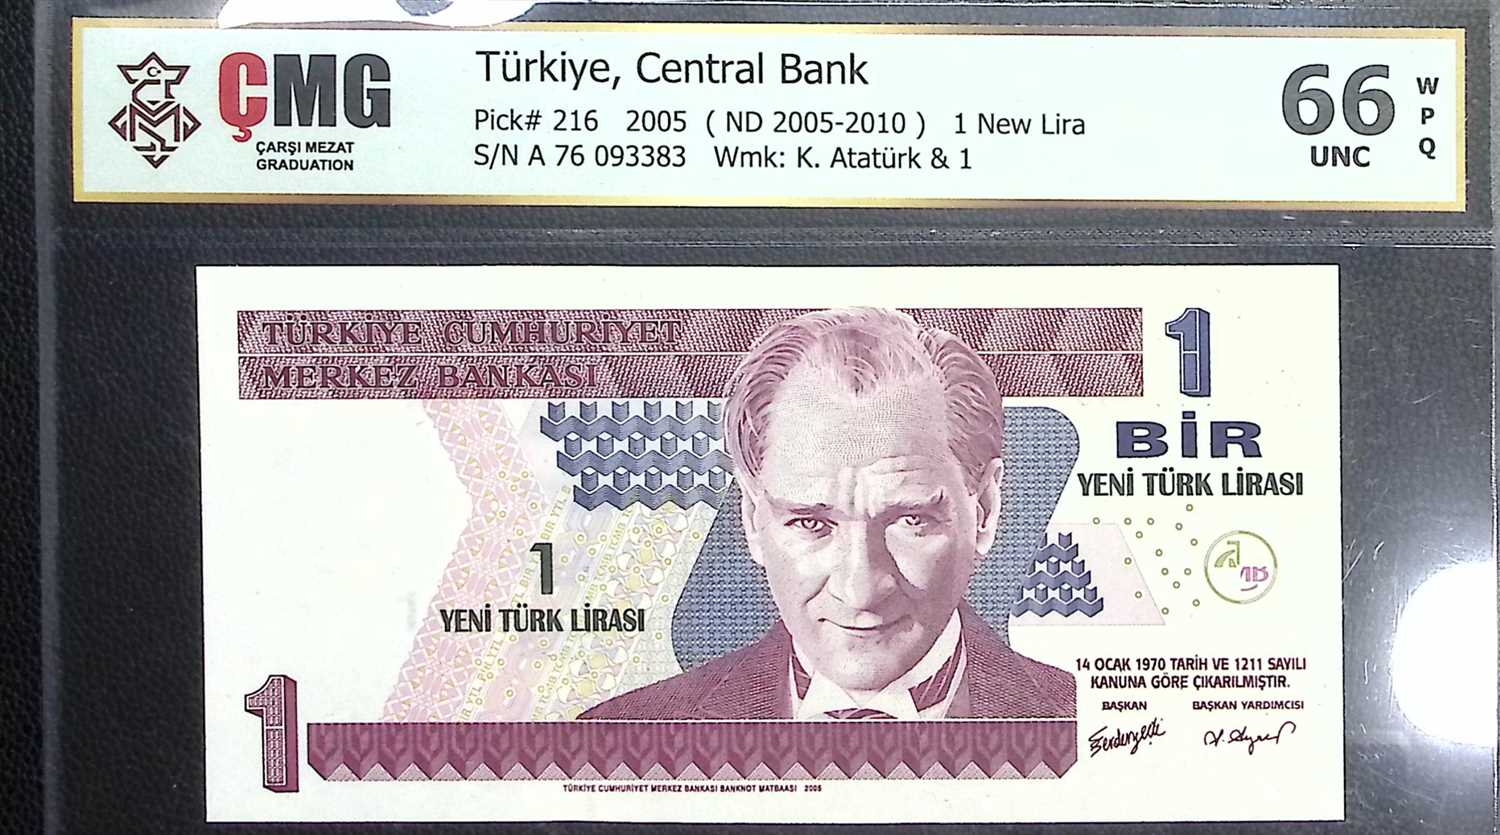 ÇMG
ÇARŞI MEZAT
GRADUATION
Türkiye, Central Bank
Pick# 216 2005 ( ND 2005-2010 ) 1 New Lira
S/N A 76 093383 Wmk: K. Atatürk & 1
66
UNC
W
P
Q
TÜRKİYE CUMHURİYET
MERKEZ BANKASI
1
BİR
YENİ TÜRK LİRASI
1
YENİ TÜRK LİRASI
14 OCAK 1970 TARİH VE 1211 SAYILI
KANUNA GÖRE ÇIKARILMIŞTIR.
BAŞKAN BAŞKAN YARDIMCISI
1
TÜRKİYE CUMHURİYET MERKEZ BANKASI BANKNOT MATBAASI 2005